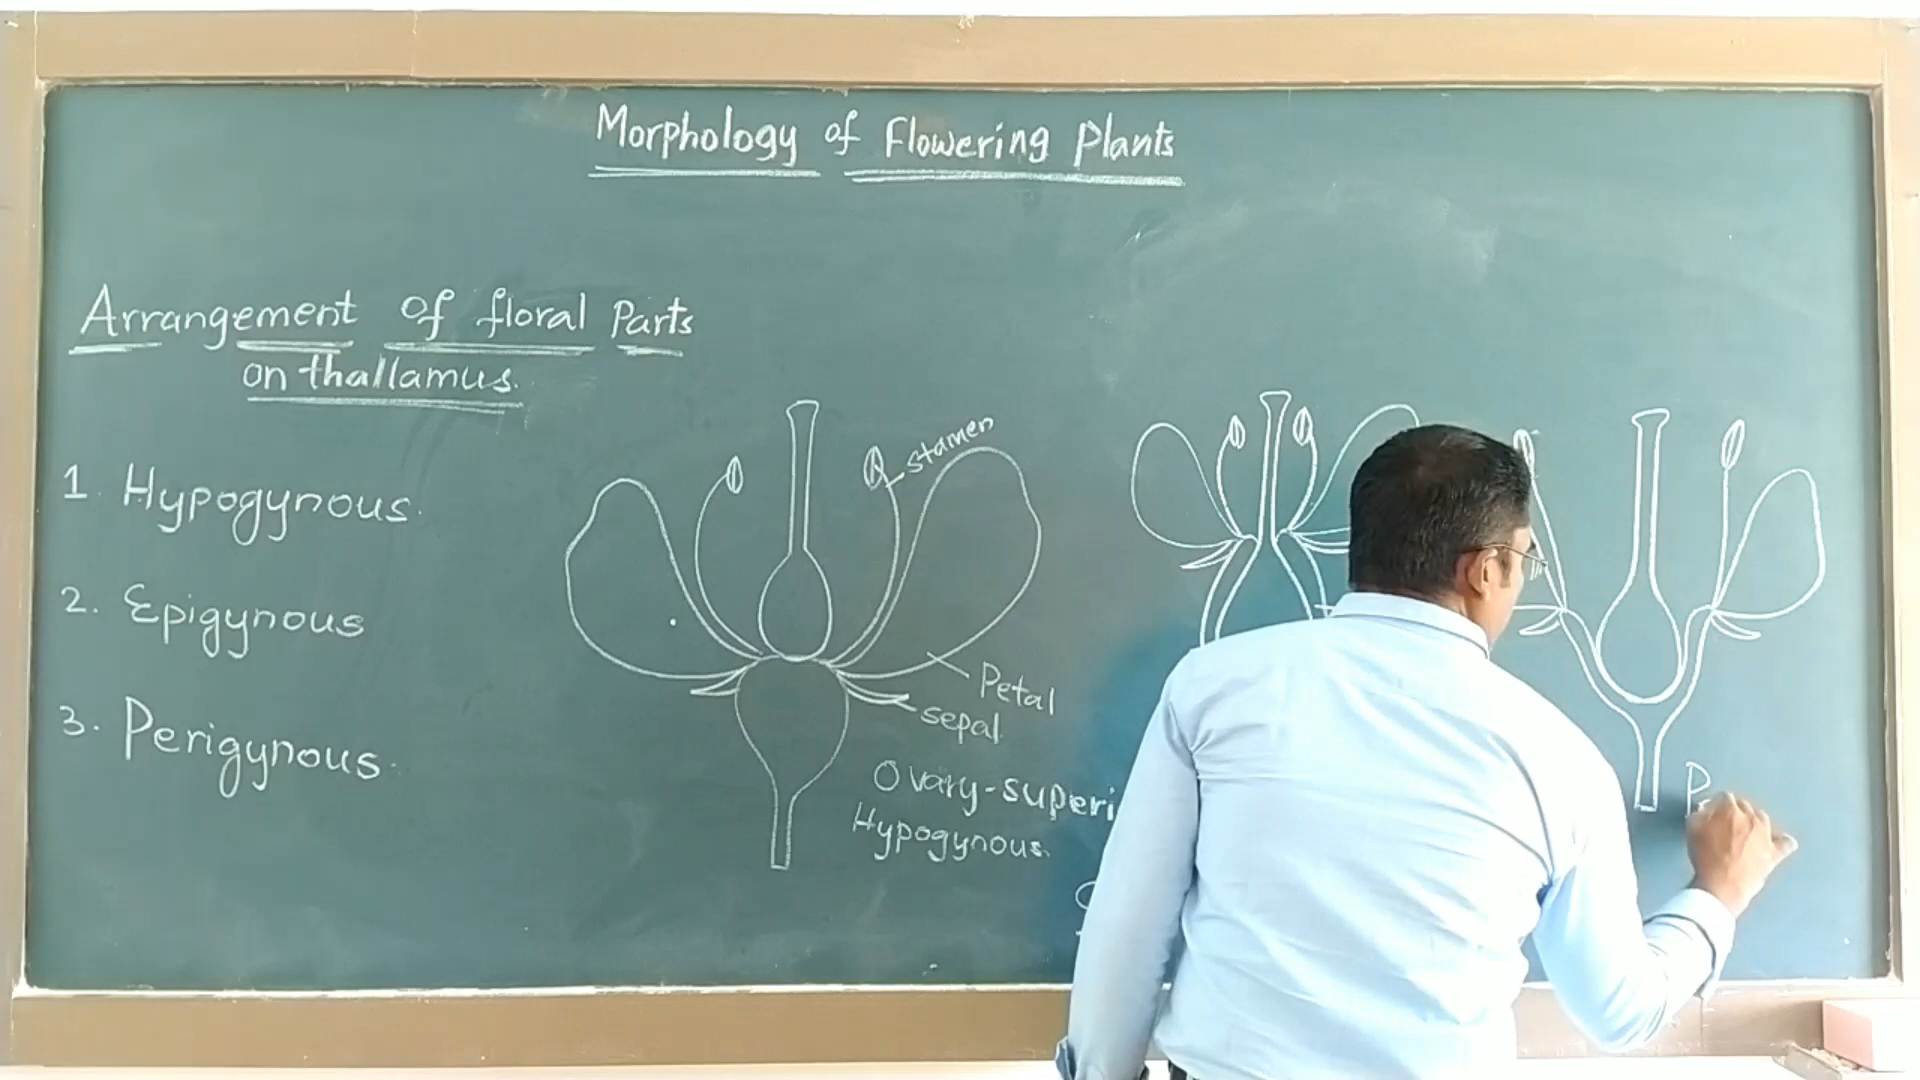 Morphology of Flowering Plants
Arrangement of floral Parts
on thallamus.
1. Hypogynous.
2. Epigynous
3. Perigynous.
stamen
Petal
sepal
Ovary-superi
Hypogynous.